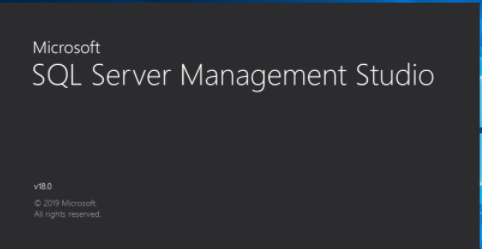 Microsoft
SQL Server Management Studio
v18.0
© 2019 Microsoft.
All rights reserved.